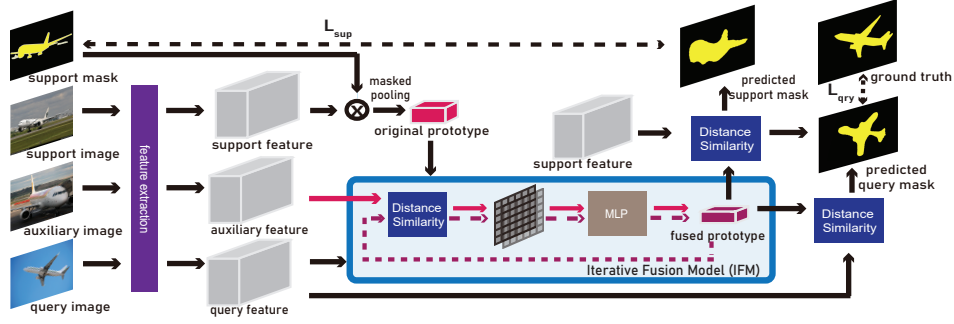 L_sup
support mask
masked
pooling
original prototype
support image
support feature
feature extraction
auxiliary image
auxiliary feature
query image
query feature
Distance
Similarity
MLP
fused prototype
Iterative Fusion Model (IFM)
support feature
Distance
Similarity
predicted
support mask
ground truth
L_qry
predicted
query mask
Distance
Similarity